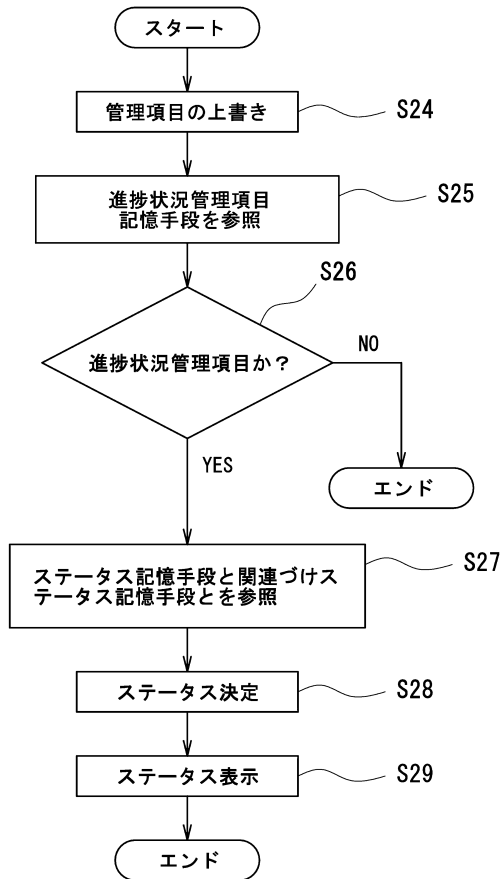 スタート
管理項目の上書き
S24
進捗状況管理項目
記憶手段を参照
S25
S26
進捗状況管理項目か？
NO
YES
エンド
ステータス記憶手段と関連づけス
テータス記憶手段とを参照
S27
ステータス決定
S28
ステータス表示
S29
エンド